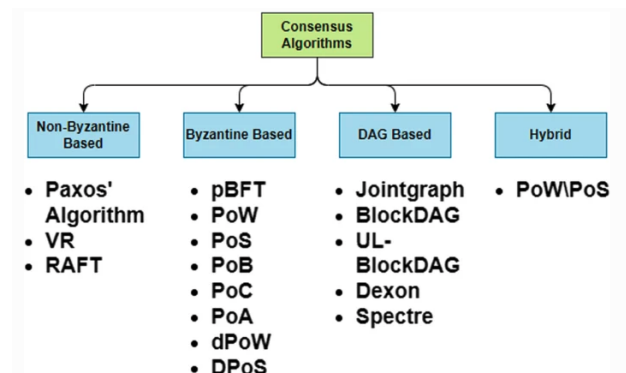 Consensus
Algorithms
Non-Byzantine
Based
Byzantine Based
DAG Based
Hybrid
• Paxos'
Algorithm
• VR
• RAFT
• pBFT
• PoW
• PoS
• PoB
• PoC
• PoA
• dPoW
• DPoS
• Jointgraph
• BlockDAG
• UL-
BlockDAG
• Dexon
• Spectre
• PoW\PoS